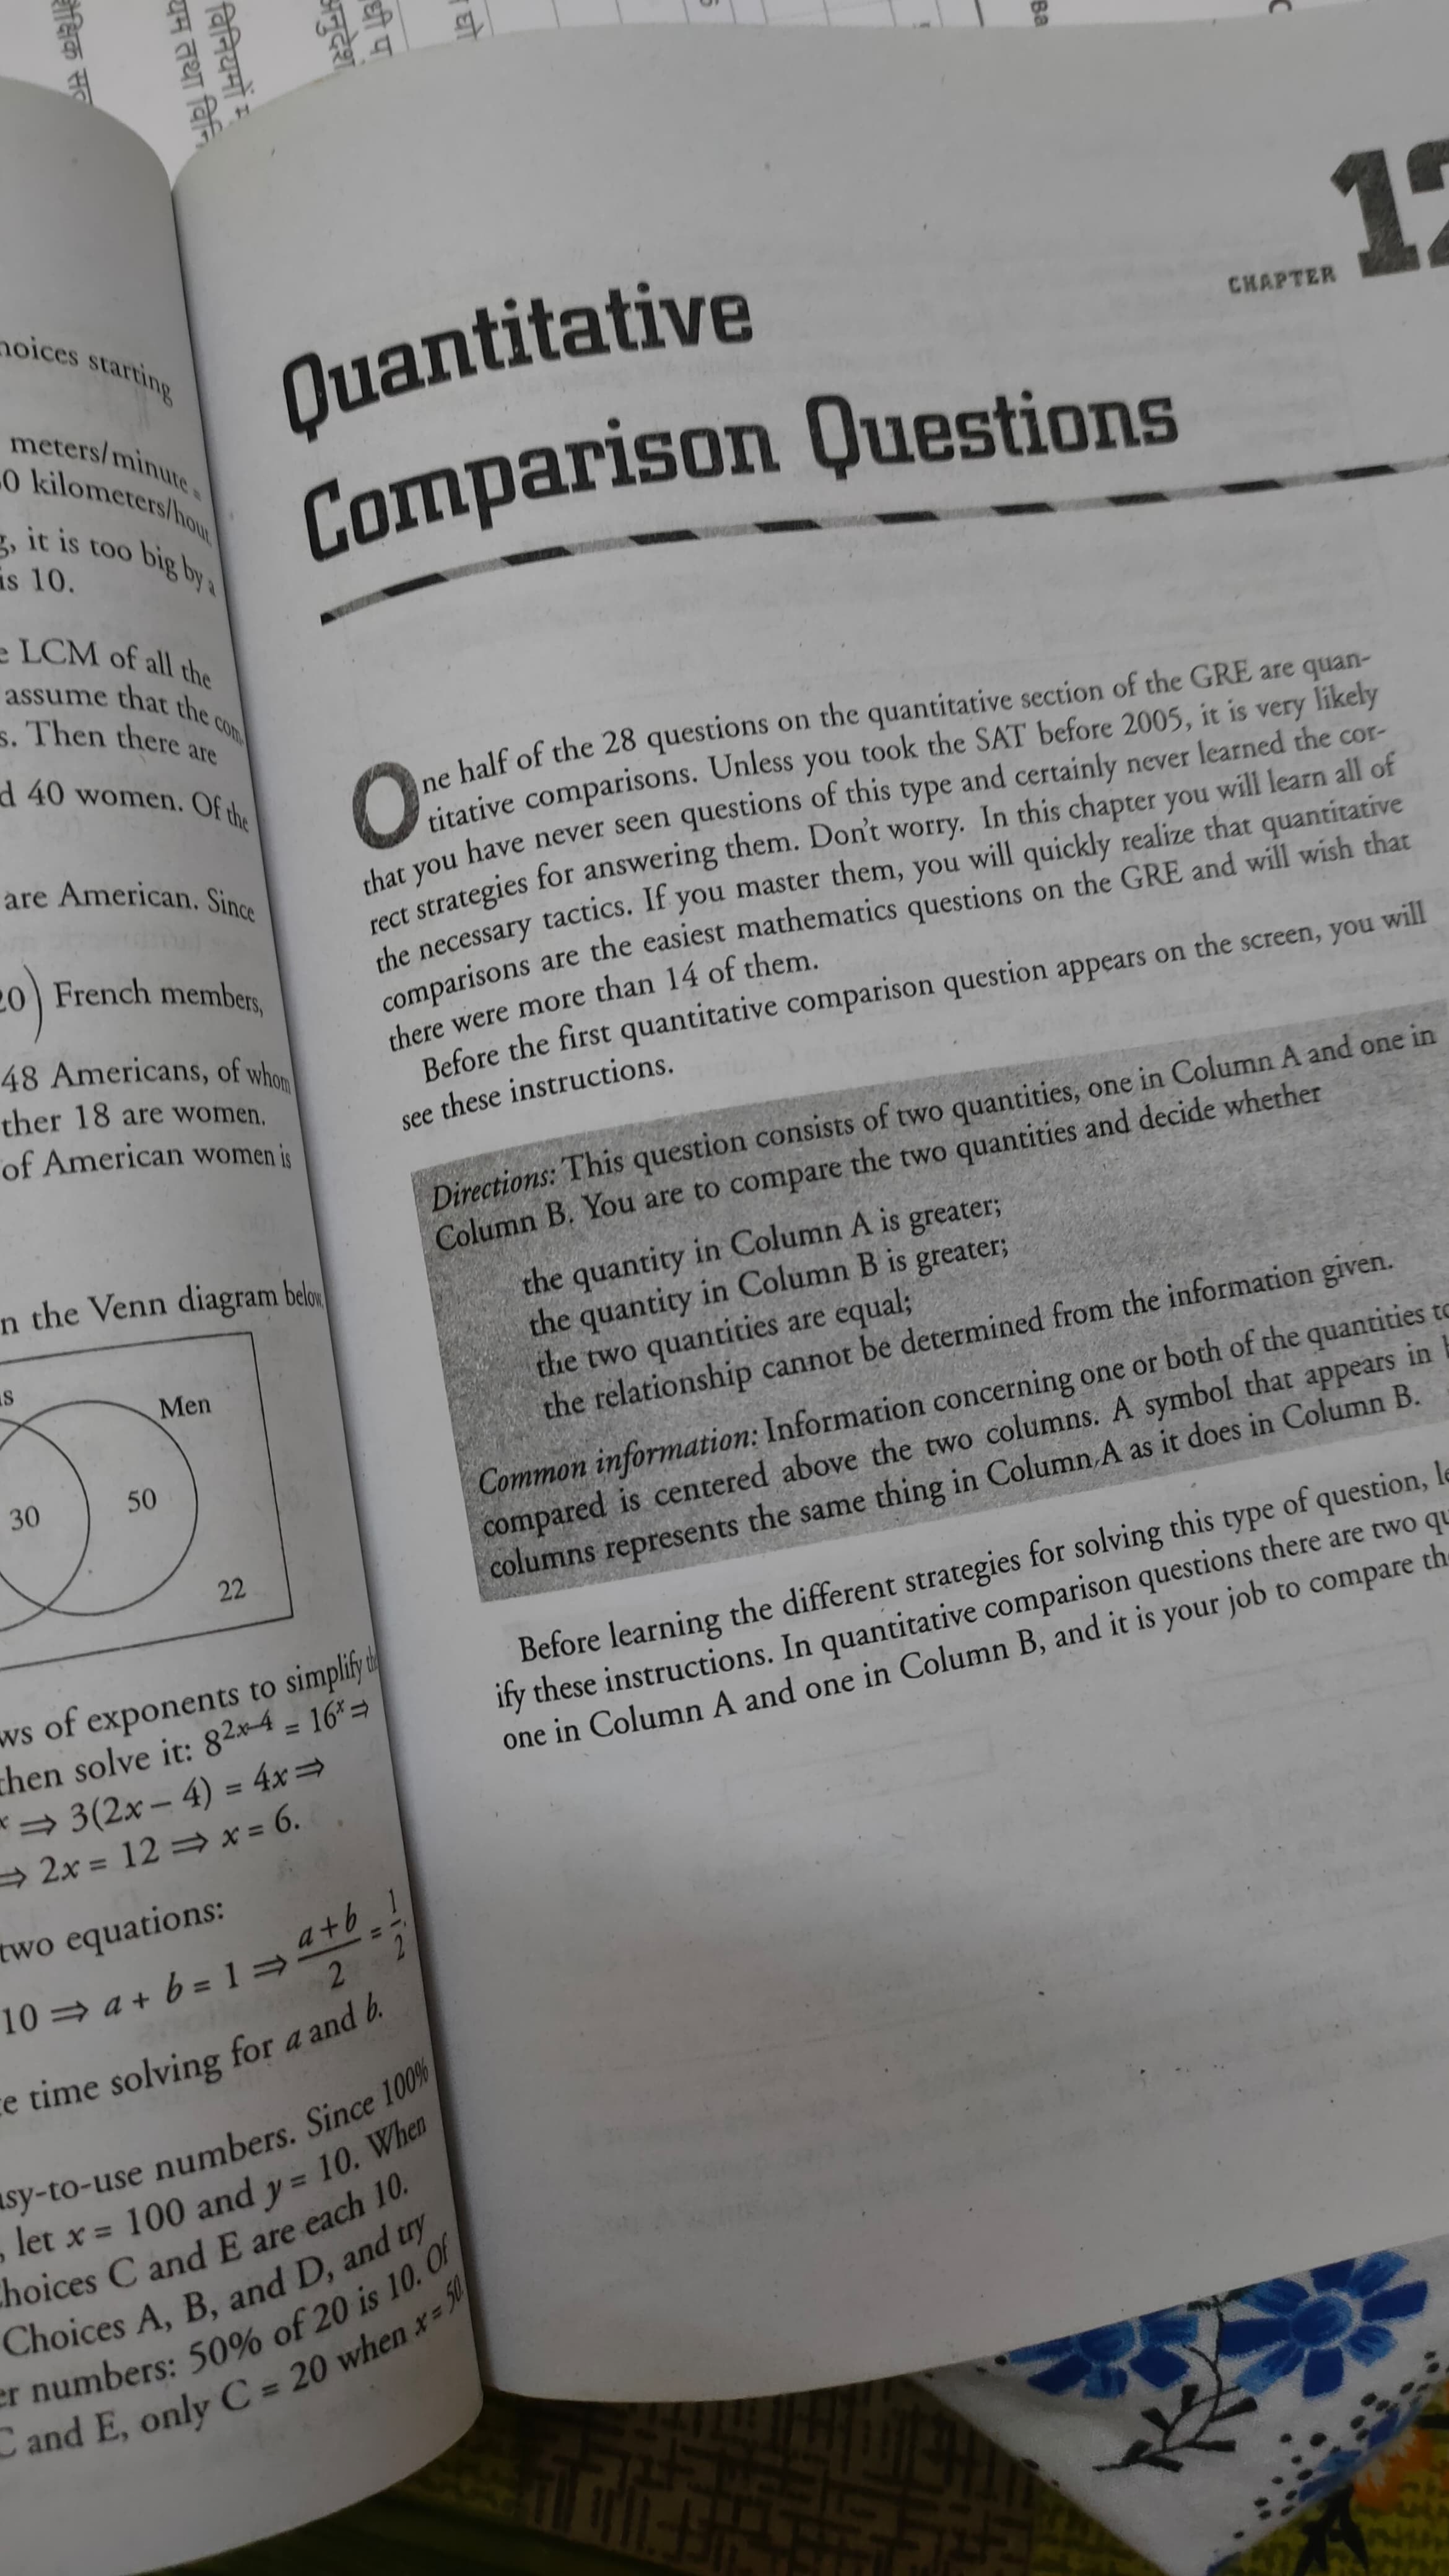 शैक्षिक
यम तथा विनि
विनियमों
अनुदेश
घी प
घो
Ba
hoices starting
meters/minute =
0 kilometers/hour
, it is too big by a
is 10.
LCM of all the
assume that the com-
s. Then there are
d 40 women. Of the
are American. Since
20) French members,
48 Americans, of whom
ther 18 are women.
of American women is
n the Venn diagram below.
Men
30
50
22
ws of exponents to simplify the
then solve it: 8^{2x–4} = 16^x ⇒
x ⇒ 3(2x – 4) = 4x ⇒
⇒ 2x = 12 ⇒ x = 6.
two equations:
10 ⇒ a + b = 1 ⇒ (a + b)/2 = 1/2.
e time solving for a and b.
asy-to-use numbers. Since 100%
, let x = 100 and y = 10. When
hoices C and E are each 10.
Choices A, B, and D, and try
er numbers: 50% of 20 is 10. Of
C and E, only C = 20 when x = 50.
CHAPTER 12
Quantitative
Comparison Questions
One half of the 28 questions on the quantitative section of the GRE are quan-
titative comparisons. Unless you took the SAT before 2005, it is very likely
that you have never seen questions of this type and certainly never learned the cor-
rect strategies for answering them. Don't worry. In this chapter you will learn all of
the necessary tactics. If you master them, you will quickly realize that quantitative
comparisons are the easiest mathematics questions on the GRE and will wish that
there were more than 14 of them.
Before the first quantitative comparison question appears on the screen, you will
see these instructions.
Directions: This question consists of two quantities, one in Column A and one in
Column B. You are to compare the two quantities and decide whether
the quantity in Column A is greater;
the quantity in Column B is greater;
the two quantities are equal;
the relationship cannot be determined from the information given.
Common information: Information concerning one or both of the quantities to
compared is centered above the two columns. A symbol that appears in
columns represents the same thing in Column A as it does in Column B.
Before learning the different strategies for solving this type of question, le
ify these instructions. In quantitative comparison questions there are two qu
one in Column A and one in Column B, and it is your job to compare th